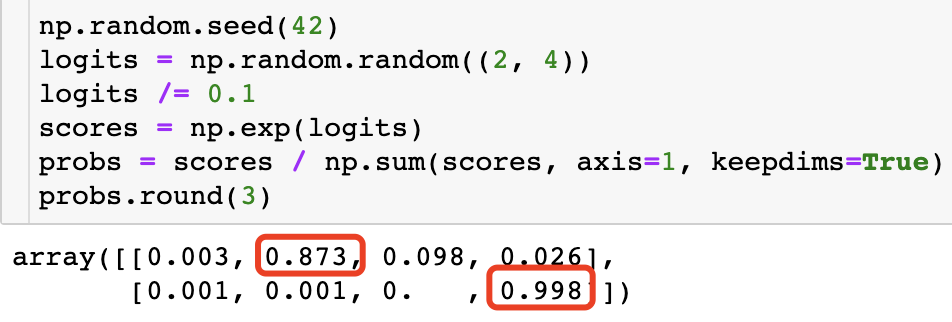 np.random.seed(42)
logits = np.random.random((2, 4))
logits /= 0.1
scores = np.exp(logits)
probs = scores / np.sum(scores, axis=1, keepdims=True)
probs.round(3)
array([[0.003, 0.873, 0.098, 0.026],
[0.001, 0.001, 0.   , 0.998]])